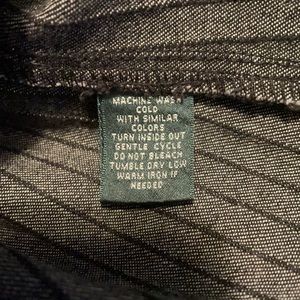 MACHINE WASH
COLD
WITH SIMILAR
COLORS
TURN INSIDE OUT
GENTLE CYCLE
DO NOT BLEACH
TUMBLE DRY LOW
WARM IRON IF
NEEDED